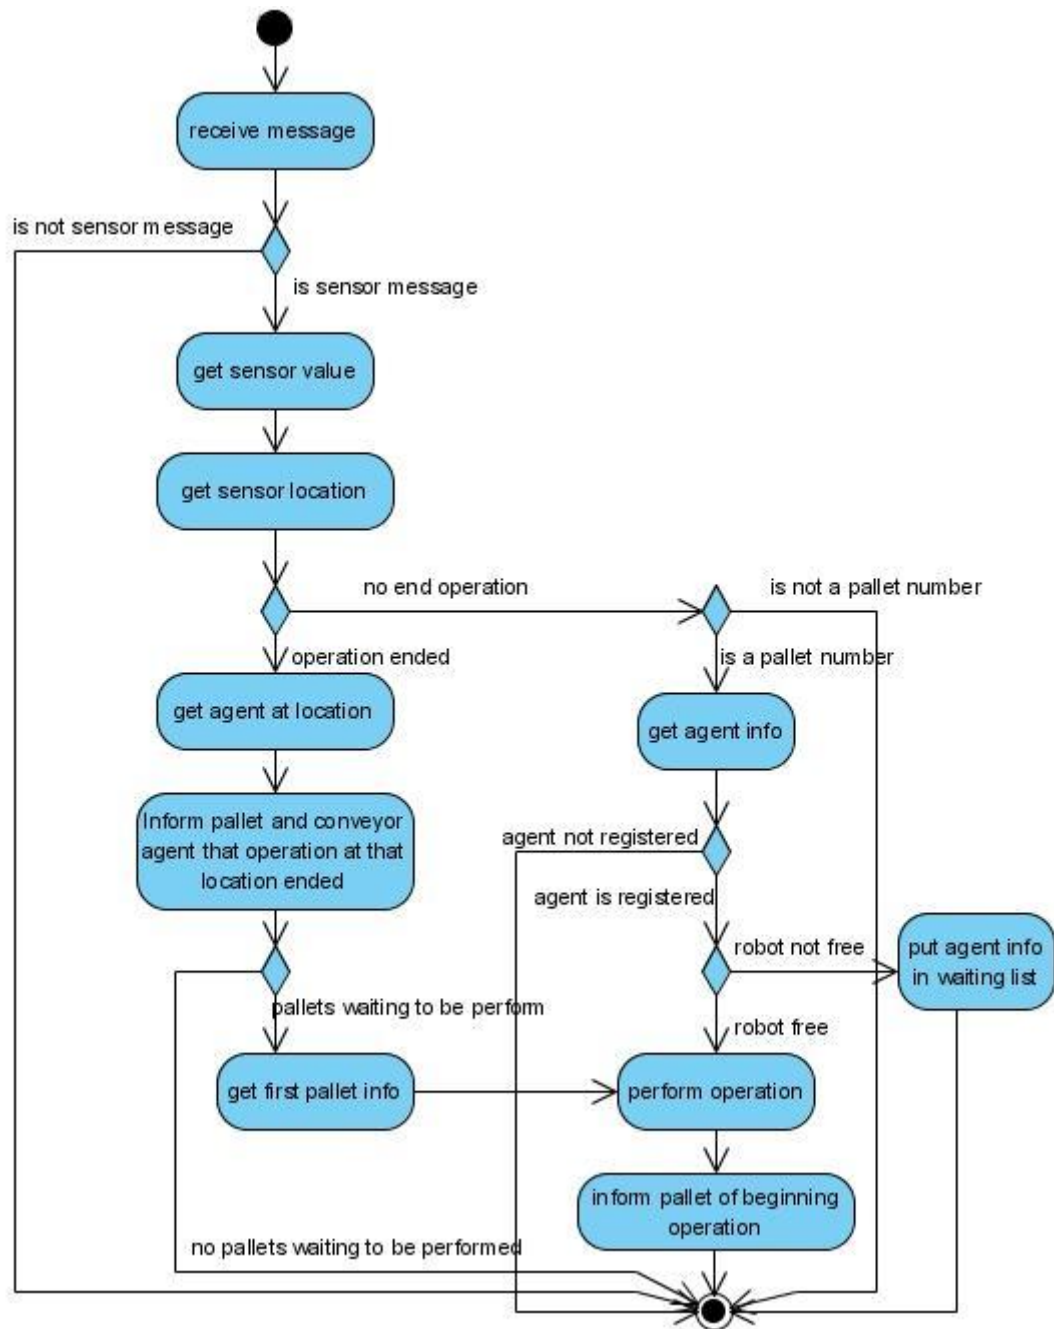 receive message
is not sensor message
is sensor message
get sensor value
get sensor location
no end operation
is not a pallet number
operation ended
is a pallet number
get agent at location
get agent info
Inform pallet and conveyor
agent that operation at that
location ended
agent not registered
agent is registered
robot not free
put agent info
in waiting list
pallets waiting to be perform
robot free
get first pallet info
perform operation
inform pallet of beginning
operation
no pallets waiting to be performed